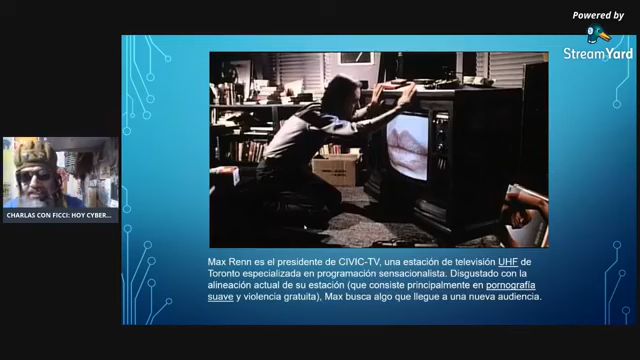 Powered by
StreamYard
CHARLAS CON FICCI: HOY CYBER...
Max Renn es el presidente de CIVIC-TV, una estación de televisión UHF de
Toronto especializada en programación sensacionalista. Disgustado con la
alineación actual de su estación (que consiste principalmente en pornografía
suave y violencia gratuita), Max busca algo que llegue a una nueva audiencia.